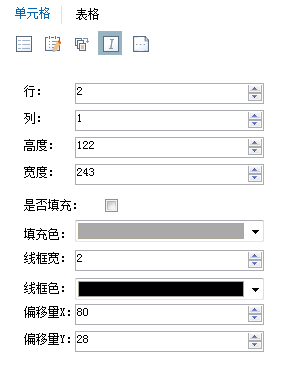 单元格 表格
行： 2
列： 1
高度： 122
宽度： 243
是否填充：
填充色：
线框宽： 2
线框色：
偏移量X： 80
偏移量Y： 28